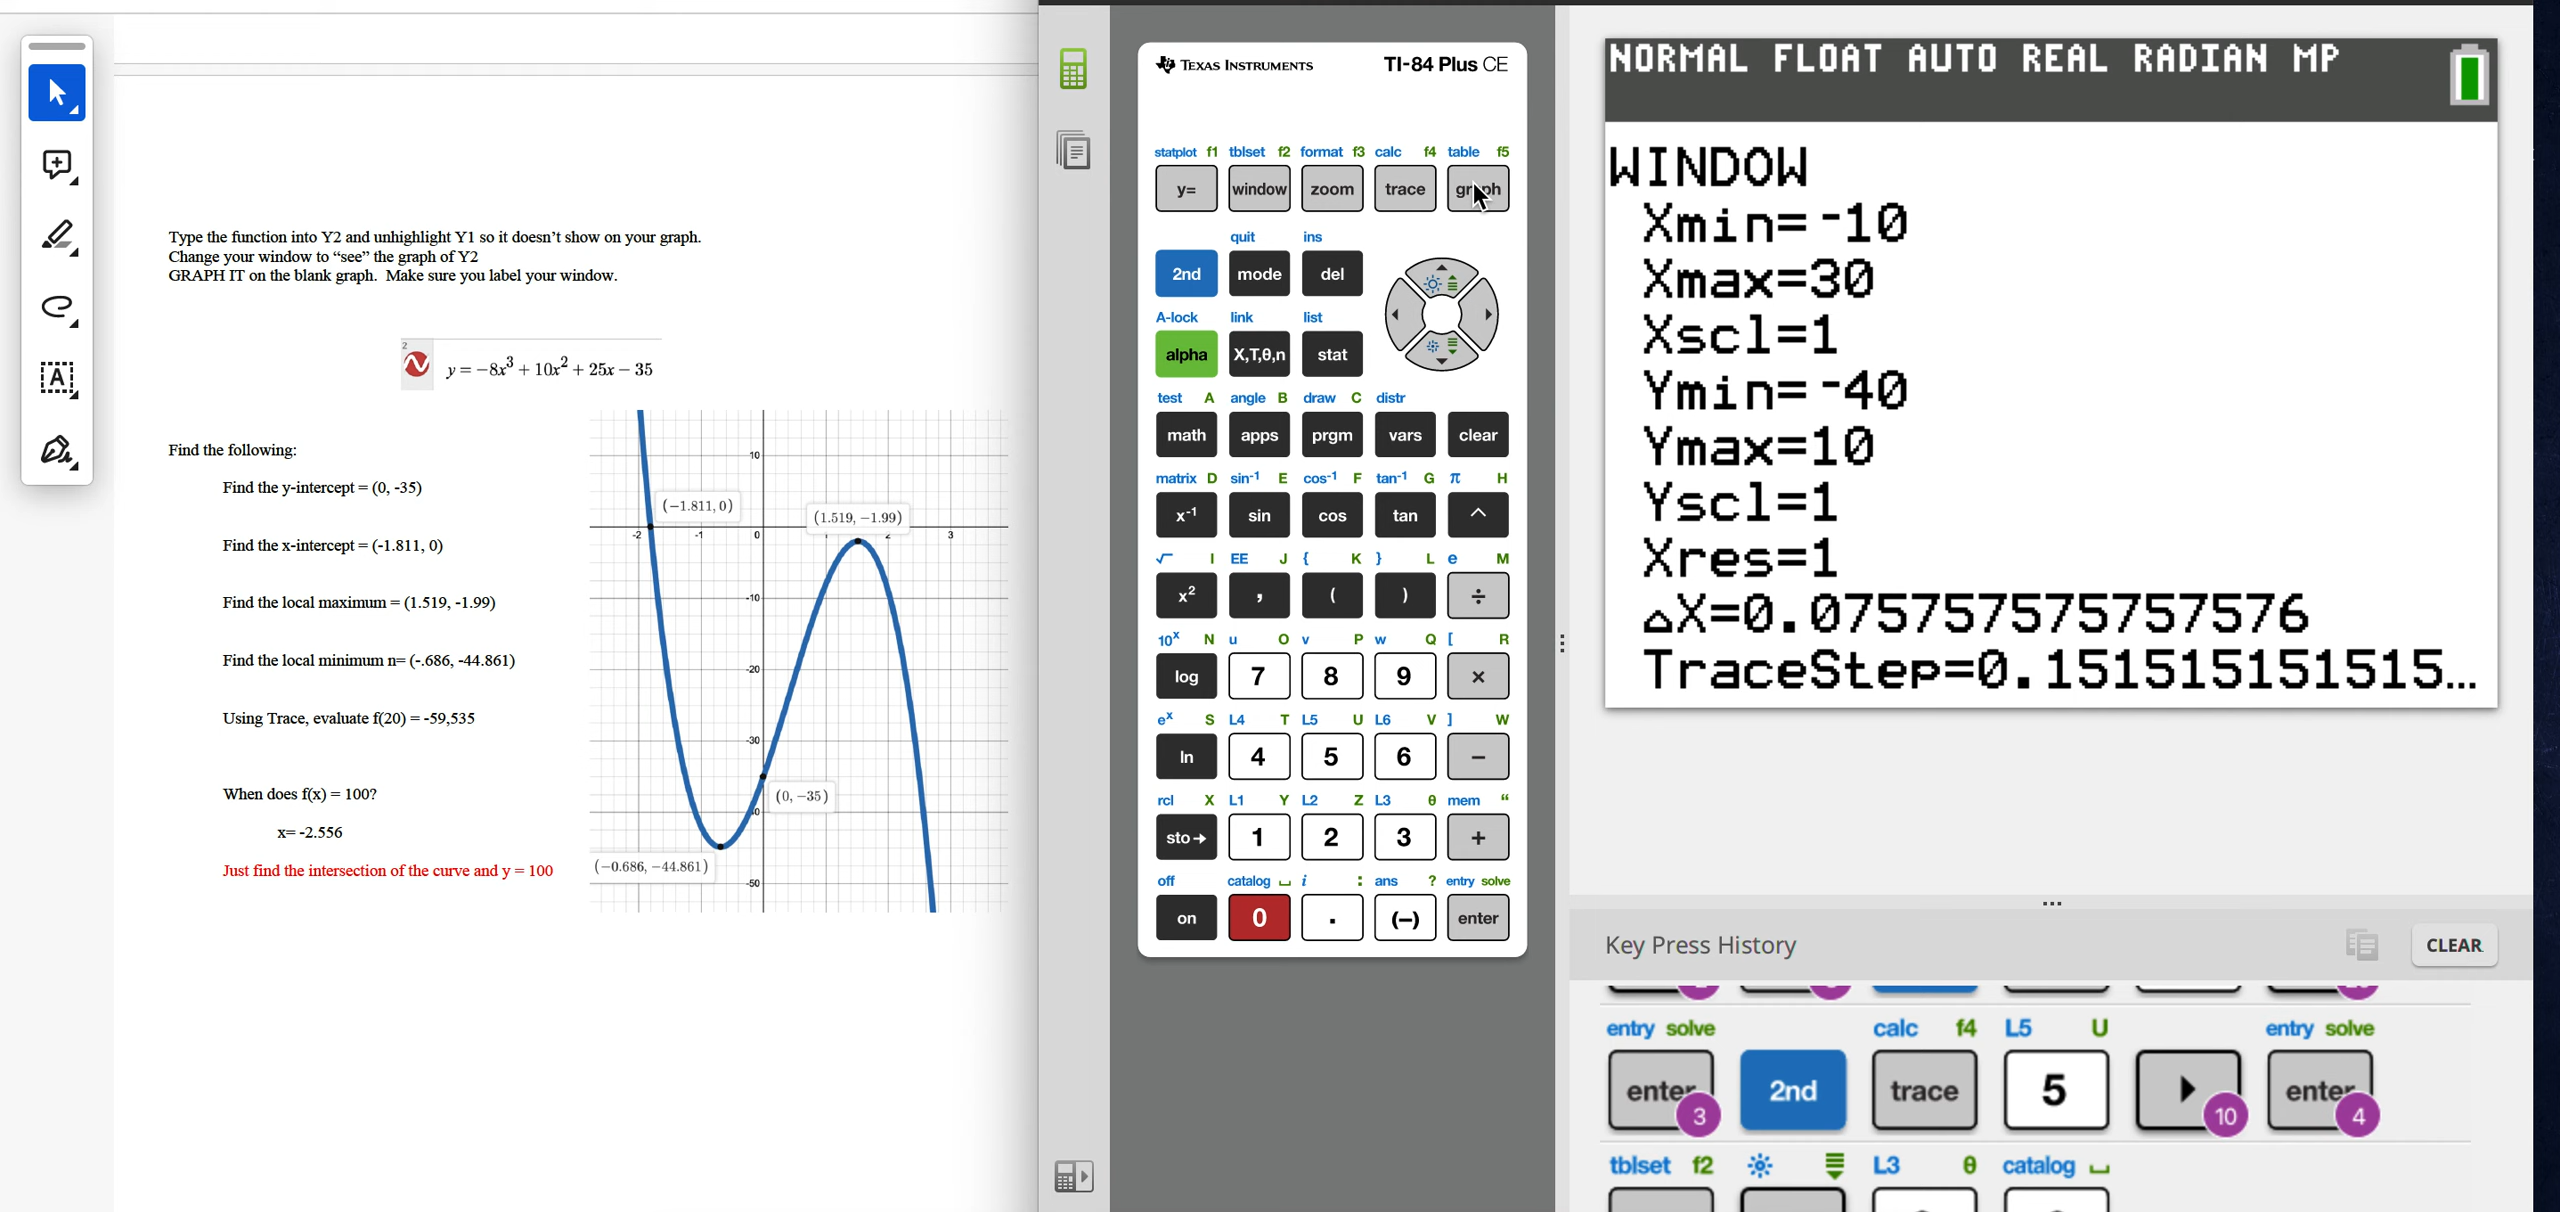 Type the function into Y2 and unhighlight Y1 so it doesn't show on your graph.
Change your window to "see" the graph of Y2
GRAPH IT on the blank graph.  Make sure you label your window.
2
y = −8x³ + 10x² + 25x − 35
Find the following:
Find the y-intercept = (0, -35)
Find the x-intercept = (-1.811, 0)
Find the local maximum = (1.519, -1.99)
Find the local minimum n= (-.686, -44.861)
Using Trace, evaluate f(20) = -59,535
When does f(x) = 100?
x= -2.556
Just find the intersection of the curve and y = 100
10
(−1.811, 0)
(1.519, −1.99)
-2 -1 0 2 3
-10
-20
-30
(0, −35)
(−0.686, −44.861)
-50
TEXAS INSTRUMENTS TI-84 Plus CE
statplot f1 tblset f2 format f3 calc f4 table f5
y= window zoom trace graph
quit ins
2nd mode del
A-lock link list
alpha X,T,θ,n stat
test A angle B draw C distr
math apps prgm vars clear
matrix D sin⁻¹ E cos⁻¹ F tan⁻¹ G π H
x⁻¹ sin cos tan ^
√ I EE J { K } L e M
x² , ( ) ÷
10ˣ N u O v P w Q [ R
log 7 8 9 ×
eˣ S L4 T L5 U L6 V ] W
ln 4 5 6 −
rcl X L1 Y L2 Z L3 θ mem “
sto→ 1 2 3 +
off catalog ⎵ i : ans ? entry solve
on 0 . (−) enter
NORMAL FLOAT AUTO REAL RADIAN MP
WINDOW
Xmin=-10
Xmax=30
Xscl=1
Ymin=-40
Ymax=10
Yscl=1
Xres=1
△X=0.075757575757576
TraceStep=0.151515151515...
Key Press History CLEAR
entry solve calc f4 L5 U entry solve
enter 3 2nd trace 5 10 enter 4
tblset f2 L3 θ catalog ⎵